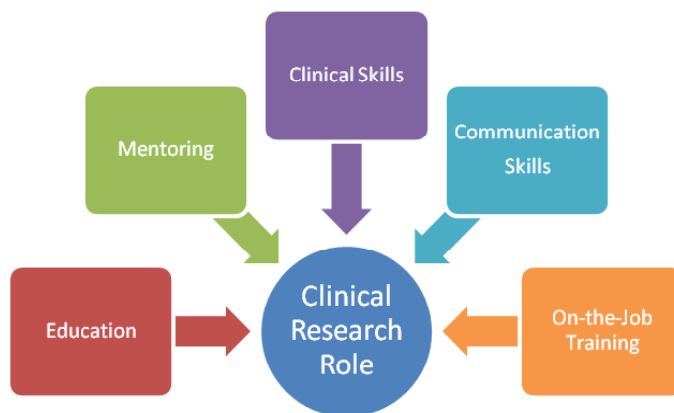 Clinical Skills
Mentoring
Communication
Skills
Education
Clinical
Research
Role
On-the-Job
Training